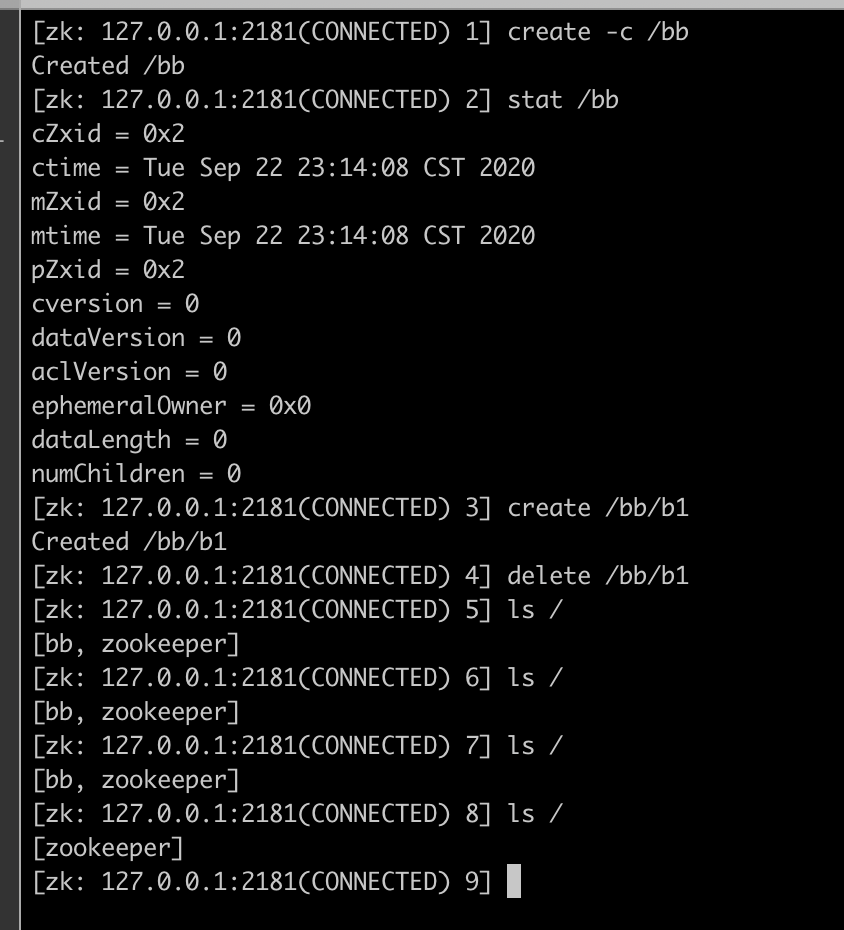 [zk: 127.0.0.1:2181(CONNECTED) 1] create -c /bb
Created /bb
[zk: 127.0.0.1:2181(CONNECTED) 2] stat /bb
cZxid = 0x2
ctime = Tue Sep 22 23:14:08 CST 2020
mZxid = 0x2
mtime = Tue Sep 22 23:14:08 CST 2020
pZxid = 0x2
cversion = 0
dataVersion = 0
aclVersion = 0
ephemeralOwner = 0x0
dataLength = 0
numChildren = 0
[zk: 127.0.0.1:2181(CONNECTED) 3] create /bb/b1
Created /bb/b1
[zk: 127.0.0.1:2181(CONNECTED) 4] delete /bb/b1
[zk: 127.0.0.1:2181(CONNECTED) 5] ls /
[bb, zookeeper]
[zk: 127.0.0.1:2181(CONNECTED) 6] ls /
[bb, zookeeper]
[zk: 127.0.0.1:2181(CONNECTED) 7] ls /
[bb, zookeeper]
[zk: 127.0.0.1:2181(CONNECTED) 8] ls /
[zookeeper]
[zk: 127.0.0.1:2181(CONNECTED) 9]